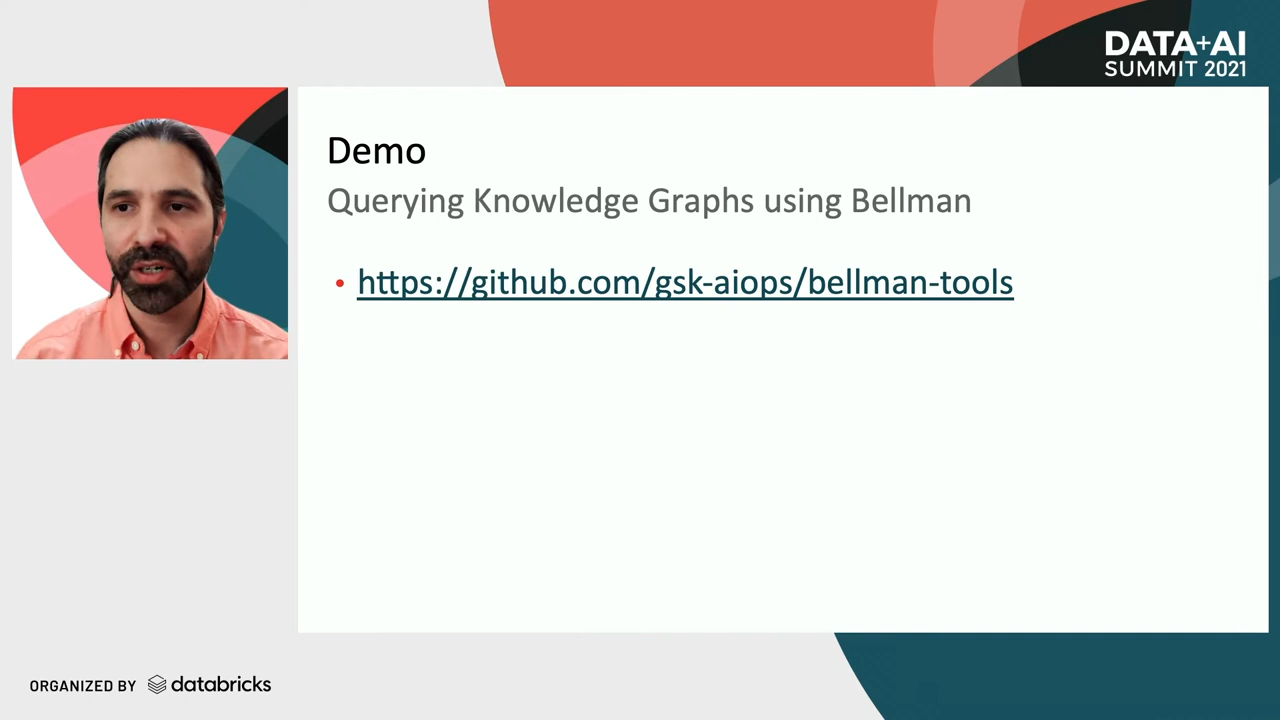 DATA+AI
SUMMIT 2021
Demo
Querying Knowledge Graphs using Bellman
• https://github.com/gsk-aiops/bellman-tools
ORGANIZED BY databricks